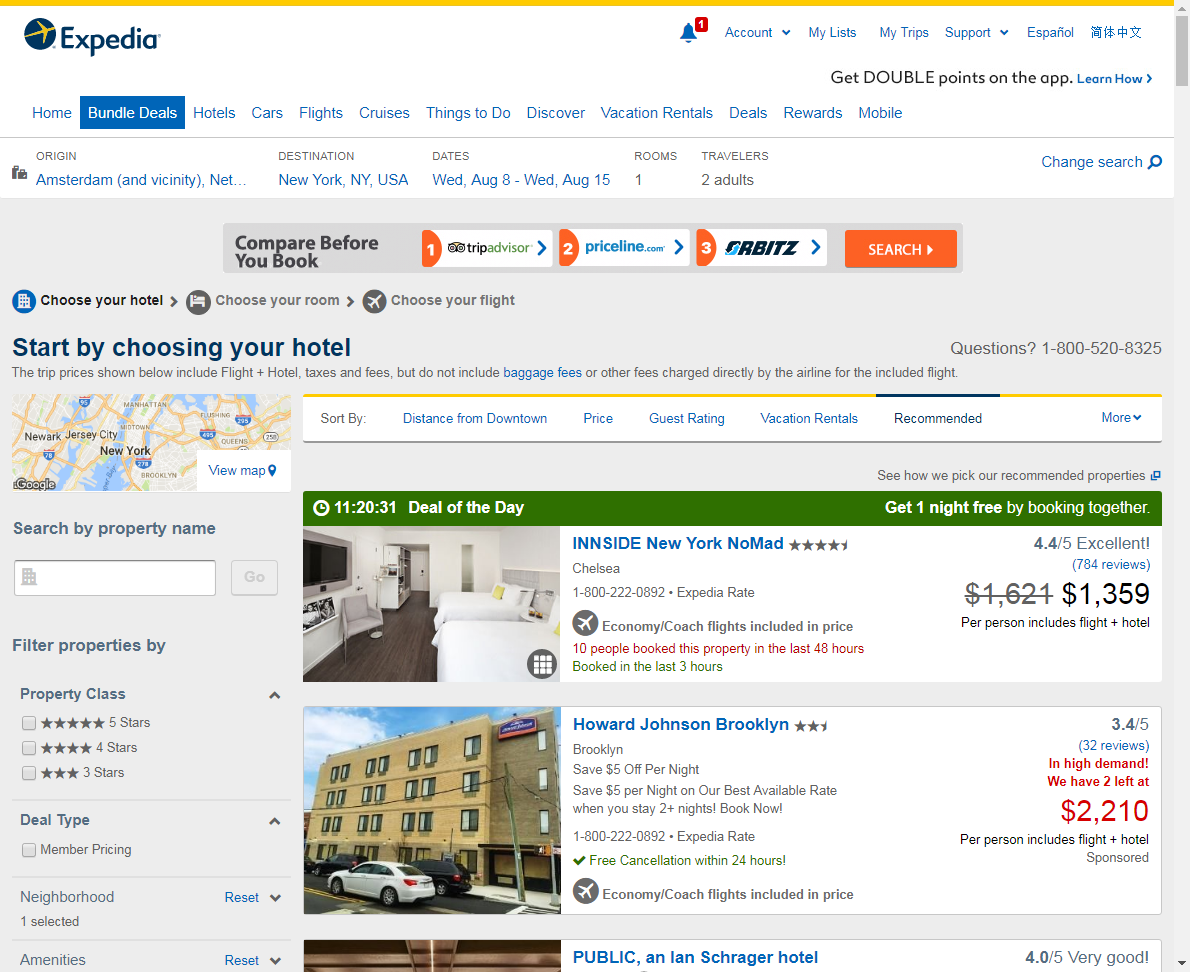 Expedia
1
Account
My Lists
My Trips
Support
Español
简体中文
Get DOUBLE points on the app. Learn How
Home
Bundle Deals
Hotels
Cars
Flights
Cruises
Things to Do
Discover
Vacation Rentals
Deals
Rewards
Mobile
ORIGIN
Amsterdam (and vicinity), Net...
DESTINATION
New York, NY, USA
DATES
Wed, Aug 8 - Wed, Aug 15
ROOMS
1
TRAVELERS
2 adults
Change search
Compare Before
You Book
1 tripadvisor
2 priceline.com
3 ORBITZ
SEARCH
Choose your hotel
Choose your room
Choose your flight
Start by choosing your hotel
Questions? 1-800-520-8325
The trip prices shown below include Flight + Hotel, taxes and fees, but do not include baggage fees or other fees charged directly by the airline for the included flight.
95
MANHATTAN
FLUSHING
MIDTOWN
295
Newark
Jersey City
495
QUEENS
258
78
New York
278
BROOKLYN
Google
View map
Sort By:
Distance from Downtown
Price
Guest Rating
Vacation Rentals
Recommended
More
See how we pick our recommended properties
Search by property name
Go
Filter properties by
Property Class
5 Stars
4 Stars
3 Stars
Deal Type
Member Pricing
Neighborhood
Reset
1 selected
Amenities
Reset
11:20:31 Deal of the Day
Get 1 night free by booking together.
INNSIDE New York NoMad
4.4/5 Excellent!
Chelsea
(784 reviews)
1-800-222-0892 • Expedia Rate
$1,621 $1,359
Economy/Coach flights included in price
Per person includes flight + hotel
10 people booked this property in the last 48 hours
Booked in the last 3 hours
Howard Johnson Brooklyn
3.4/5
Brooklyn
(32 reviews)
Save $5 Off Per Night
In high demand!
We have 2 left at
Save $5 per Night on Our Best Available Rate
when you stay 2+ nights! Book Now!
$2,210
1-800-222-0892 • Expedia Rate
Per person includes flight + hotel
Free Cancellation within 24 hours!
Sponsored
Economy/Coach flights included in price
PUBLIC, an Ian Schrager hotel
4.0/5 Very good!